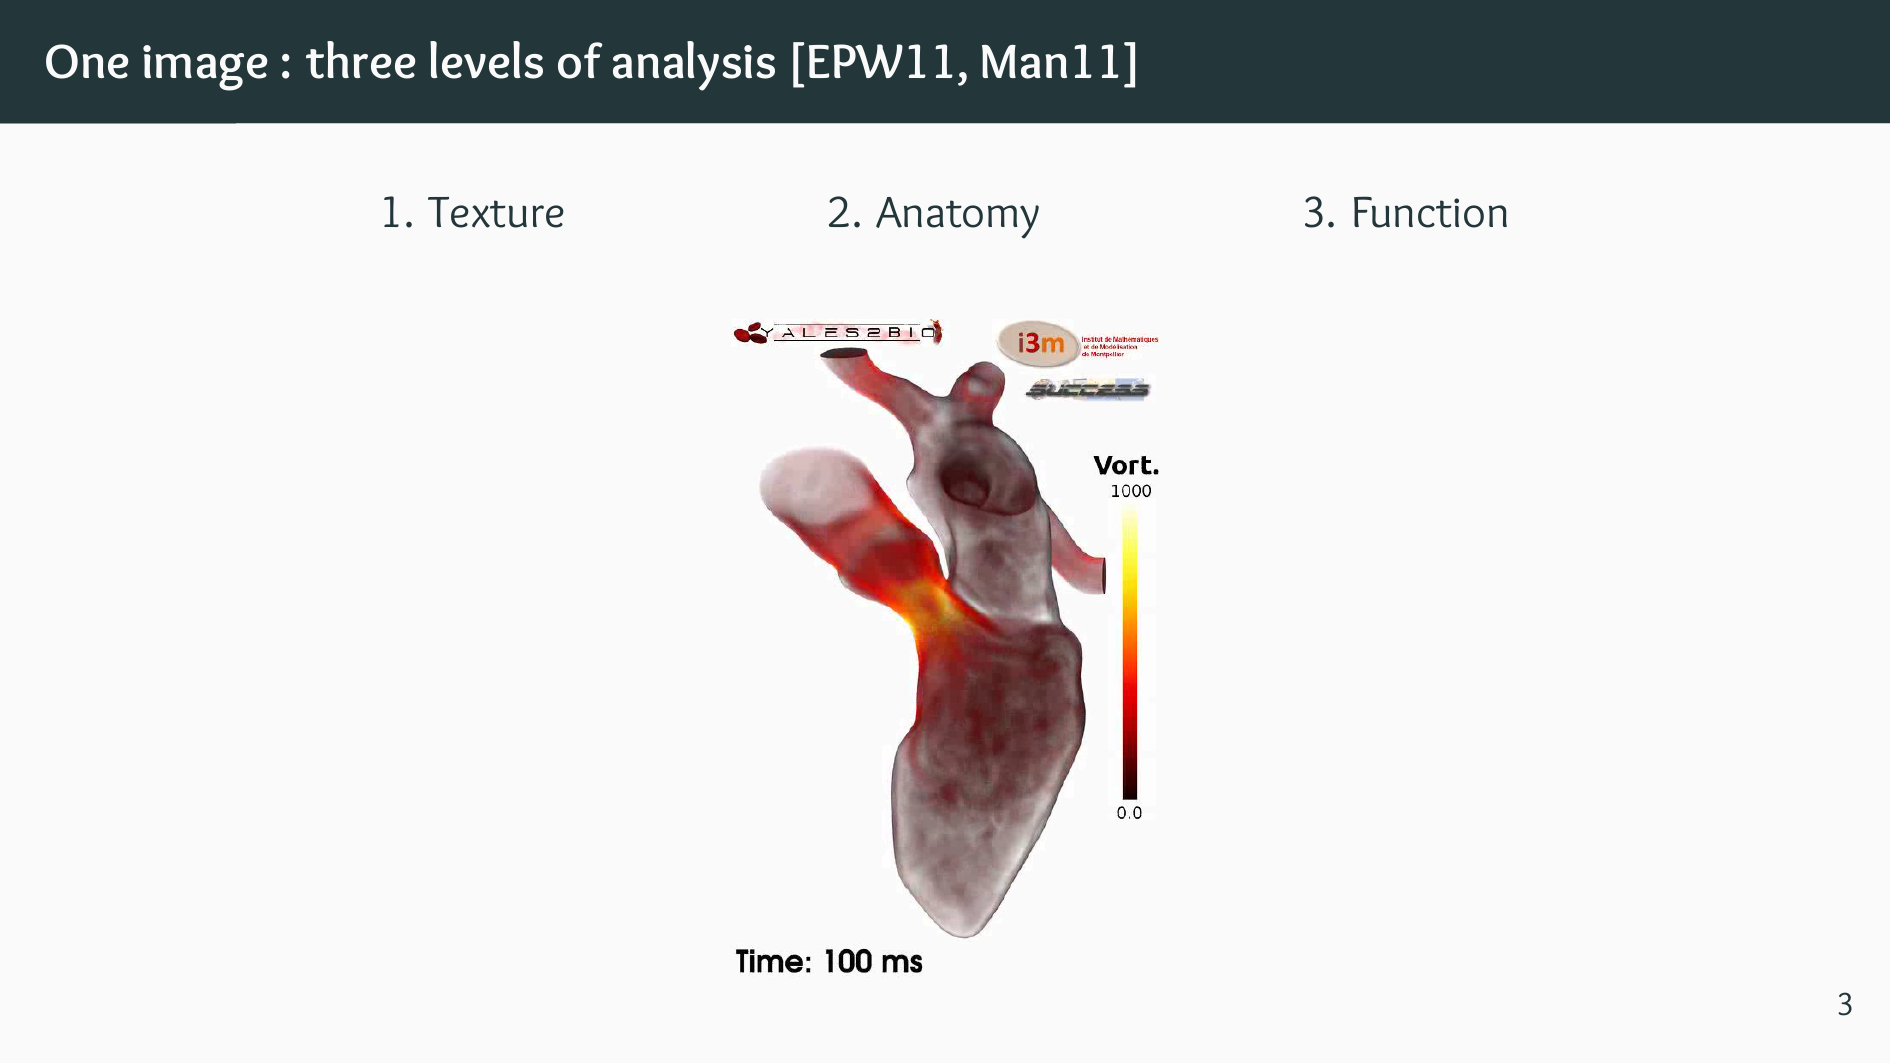 One image : three levels of analysis [EPW11, Man11]
1. Texture
2. Anatomy
3. Function
YALES2BIO
i3m
Institut de Mathématiques
et de Modélisation
de Montpellier
SUCCESS
Vort.
1000
0.0
Time: 100 ms
3